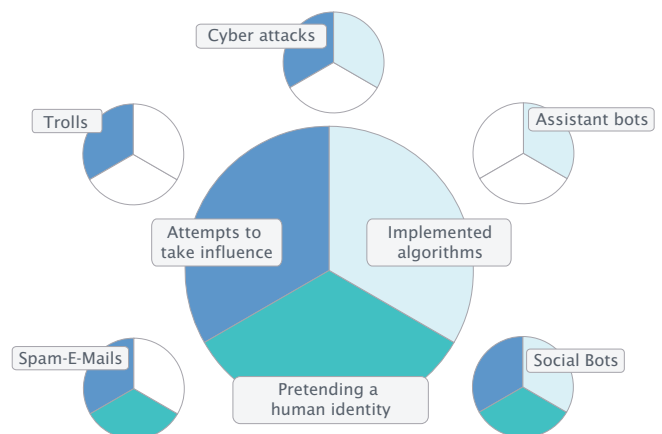 Cyber attacks
Trolls
Assistant bots
Attempts to
take influence
Implemented
algorithms
Spam-E-Mails
Social Bots
Pretending a
human identity